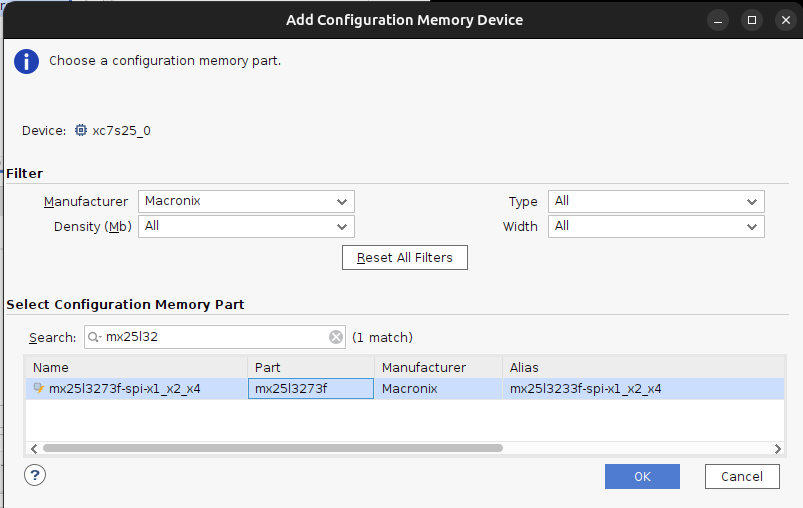 Add Configuration Memory Device
Choose a configuration memory part.
Device: xc7s25_0
Filter
Manufacturer Macronix Type All
Density (Mb) All Width All
Reset All Filters
Select Configuration Memory Part
Search: mx25l32 (1 match)
Name Part Manufacturer Alias
mx25l3273f-spi-x1_x2_x4 mx25l3273f Macronix mx25l3233f-spi-x1_x2_x4
? OK Cancel